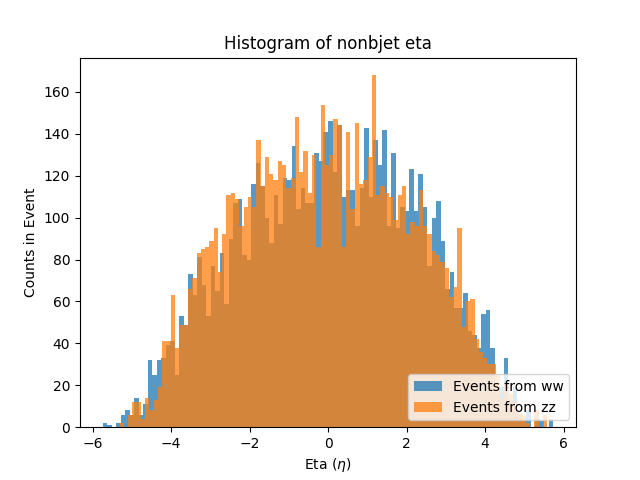 Histogram of nonbjet eta
Counts in Event
160
140
120
100
80
60
40
20
0
−6 −4 −2 0 2 4 6
Eta (η)
Events from ww
Events from zz